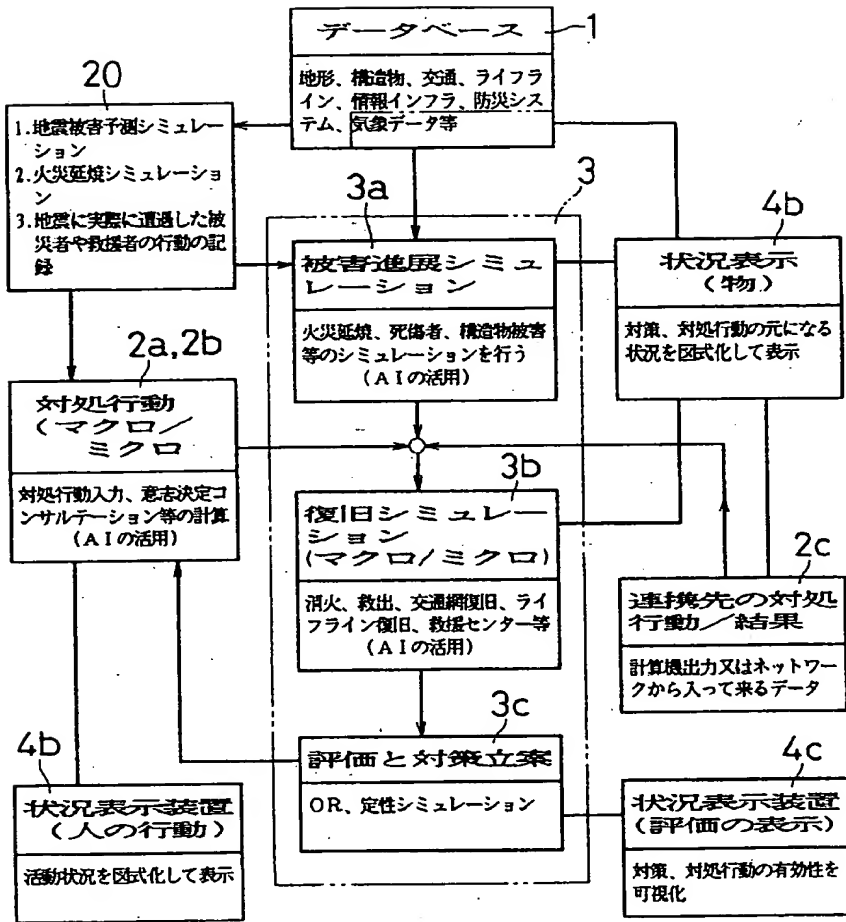 データベース
1
地形、構造物、交通、ライフラ
イン、情報インフラ、防災シス
テム、気象データ等
20
1.地震被害予測シミュレー
ション
2.火災延焼シミュレーショ
ン
3.地震に実際に遭遇した被
災者や救援者の行動の記
録
3
3a
被害進展シミュ
レーション
火災延焼、死傷者、構造物被害
等のシミュレーションを行う
(AIの活用)
4b
状況表示
(物)
対策、対処行動の元になる
状況を図式化して表示
2a,2b
対処行動
(マクロ/
ミクロ
対処行動入力、意志決定コ
ンサルテーション等の計算
(AIの活用)
3b
復旧シミュレー
ション
(マクロ/ミクロ)
消火、救出、交通網復旧、ライ
フライン復旧、救援センター等
(AIの活用)
2c
連携先の対処
行動/結果
計算機出力又はネットワー
クから入って来るデータ
3c
評価と対策立案
OR、定性シミュレーション
4b
状況表示装置
(人の行動)
活動状況を図式化して表示
4c
状況表示装置
(評価の表示)
対策、対処行動の有効性を
可視化